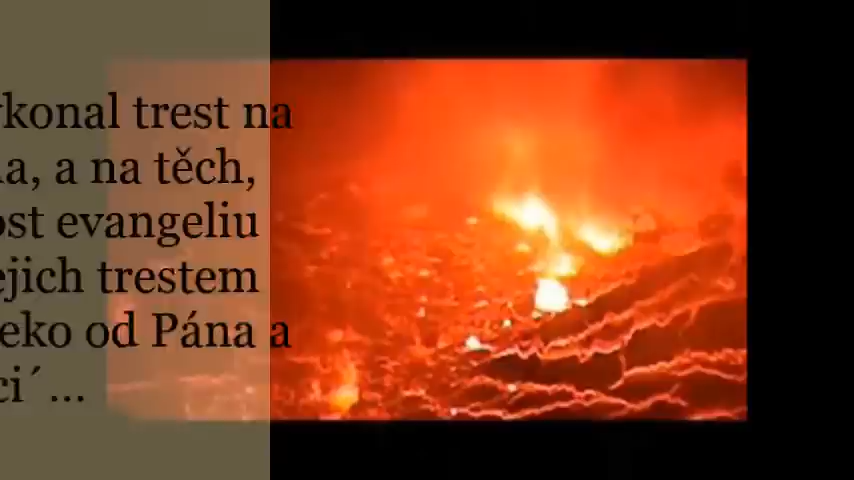 konal trest na
a, a na těch,
ost evangeliu
ejich trestem
eko od Pána a
ci´...